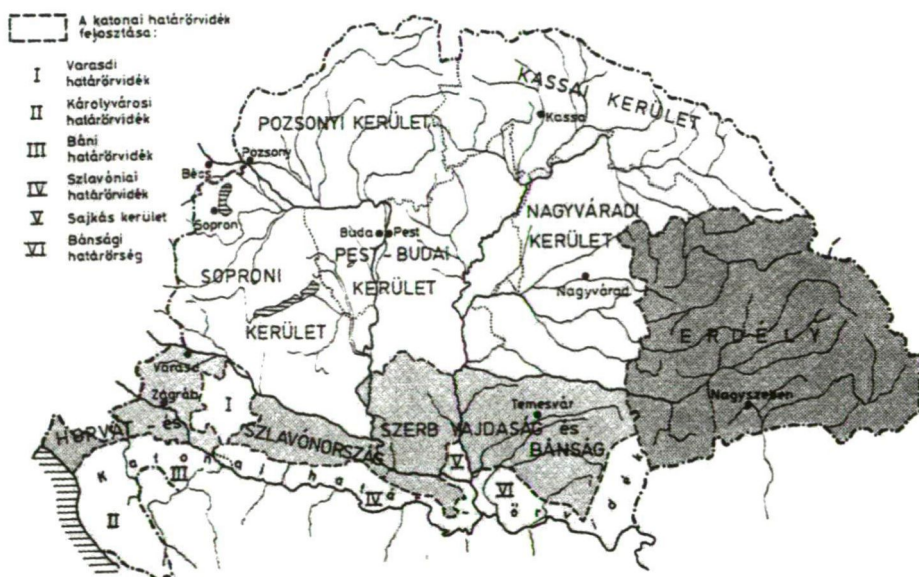 A katonai határőrvidék
felosztása:
I Varasdi
határőrvidék
II Károlyvárosi
határőrvidék
III Báni
határőrvidék
IV Szlavóniai
határőrvidék
V Sajkás kerület
VI Bánsági
határőrség
KASSAI KERÜLET
Kassa
POZSONYI KERÜLET
Pozsony
Bécs
Sopron
NAGYVÁRADI
KERÜLET
Buda Pest
PEST-BUDAI
KERÜLET
SOPRONI
KERÜLET
Nagyvárad
ERDÉLY
Varasd
Zágráb
I
Temesvár
Nagyszeben
HORVÁT- és
SZLAVÓNORSZÁG
SZERB VAJDASÁG és
BÁNSÁG
V
Katonai határőrvidék
III
IV
VI
II